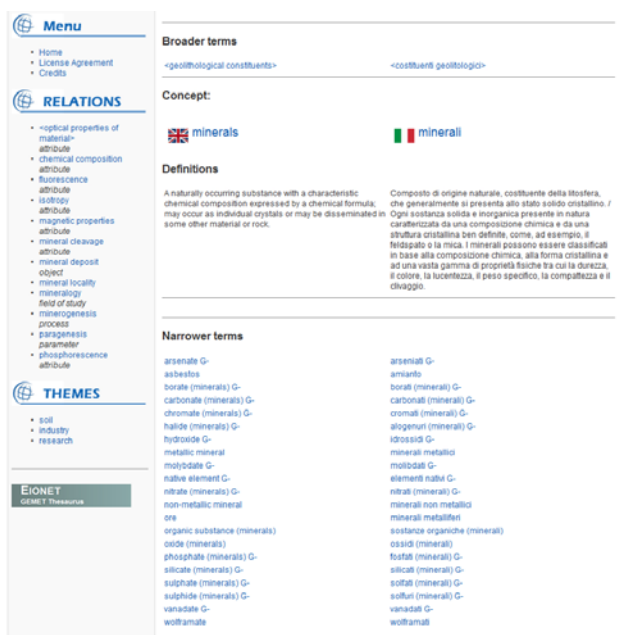 Menu
Home
License Agreement
Credits
RELATIONS
<optical properties of
material>
attribute
chemical composition
attribute
fluorescence
attribute
isotropy
attribute
magnetic properties
attribute
mineral cleavage
attribute
mineral deposit
object
mineral locality
mineralogy
field of study
minerogenesis
process
paragenesis
parameter
phosphorescence
attribute
THEMES
soil
industry
research
EIONET
GEMET Thesaurus
Broader terms
<geolithological constituents> <costituenti geolitologici>
Concept:
minerals minerali
Definitions
A naturally occurring substance with a characteristic
chemical composition expressed by a chemical formula;
may occur as individual crystals or may be disseminated in
some other material or rock.
Composto di origine naturale, costituente della litosfera,
che generalmente si presenta allo stato solido cristallino. /
Ogni sostanza solida e inorganica presente in natura
caratterizzata da una composizione chimica e da una
struttura cristallina ben definite, come, ad esempio, il
feldspato o la mica. I minerali possono essere classificati
in base alla composizione chimica, alla forma cristallina e
ad una vasta gamma di proprietà fisiche tra cui la durezza,
il colore, la lucentezza, il peso specifico, la compattezza e il
clivaggio.
Narrower terms
arsenate G- arseniati G-
asbestos amianto
borate (minerals) G- borati (minerali) G-
carbonate (minerals) G- carbonati (minerali) G-
chromate (minerals) G- cromati (minerali) G-
halide (minerals) G- alogenuri (minerali) G-
hydroxide G- idrossidi G-
metallic mineral minerali metallici
molybdate G- molibdati G-
native element G- elementi nativi G-
nitrate (minerals) G- nitrati (minerali) G-
non-metallic mineral minerali non metallici
ore minerali metalliferi
organic substance (minerals) sostanze organiche (minerali)
oxide (minerals) ossidi (minerali)
phosphate (minerals) G- fosfati (minerali) G-
silicate (minerals) G- silicati (minerali) G-
sulphate (minerals) G- solfati (minerali) G-
sulphide (minerals) G- solfuri (minerali) G-
vanadate G- vanadati G-
wolframate wolframati